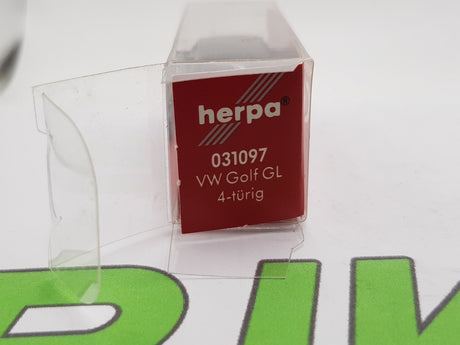 herpa®
031097
VW Golf GL
4-türig